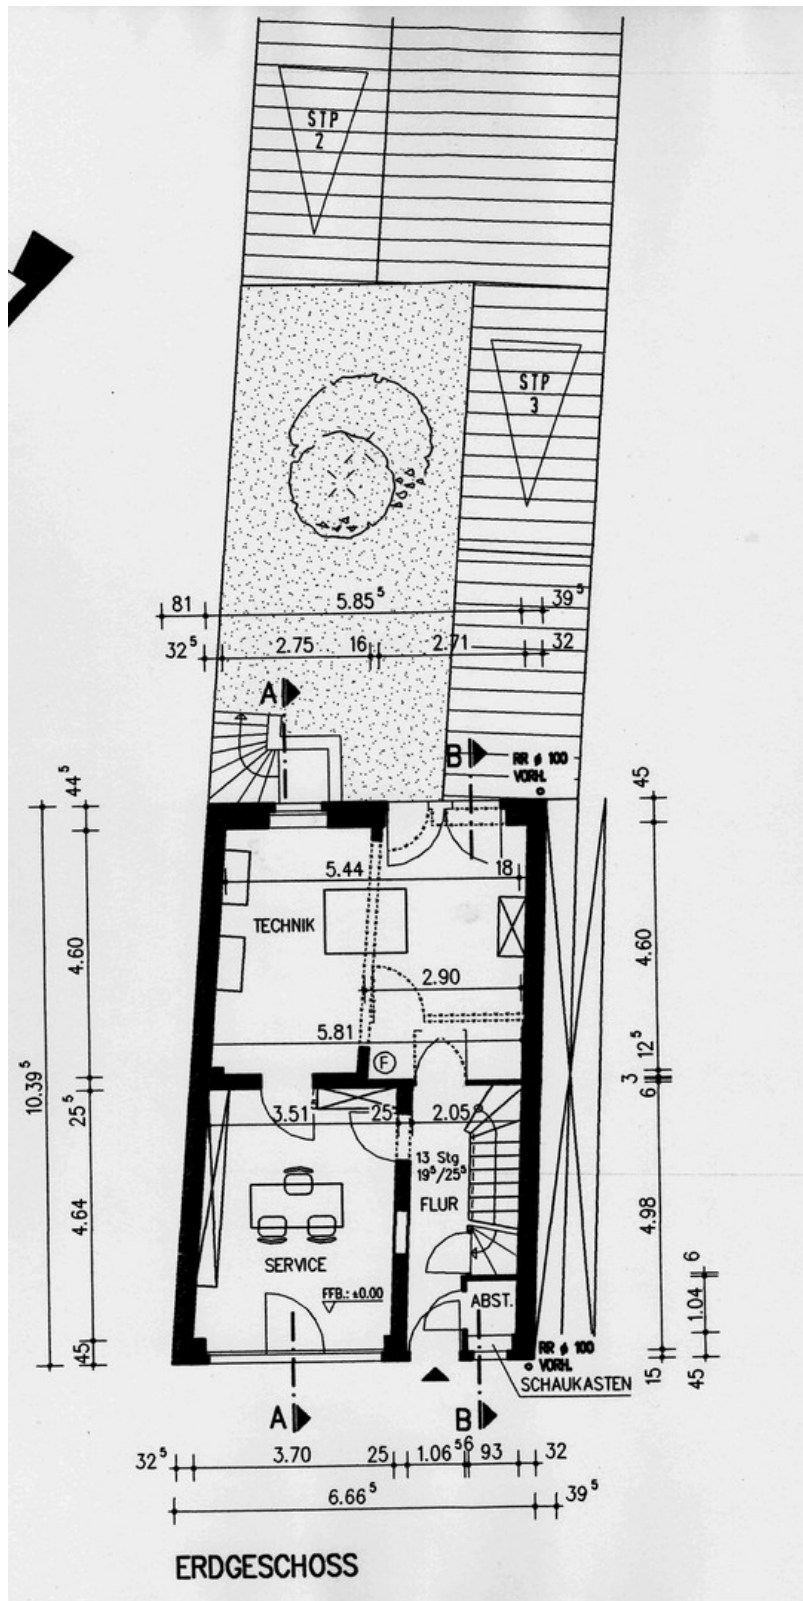 STP
2
STP
3
81 5.85⁵ 39⁵
32⁵ 2.75 16 2.71 32
A
B
RR ø 100
VORH.
44⁵
45
5.44 18
TECHNIK
4.60
4.60
2.90
5.81
F
12⁵
3
6
10.39⁵
25⁵
3.51 25⁵ 2.05
13 Stg
19⁵/25⁵
FLUR
4.64
4.98
SERVICE
FFB.: ±0.00
ABST.
6
1.04
45
RR ø 100
VORH.
15
45
SCHAUKASTEN
A
B
32⁵ 3.70 25 1.06⁵ 6 93 32
6.66⁵ 39⁵
ERDGESCHOSS